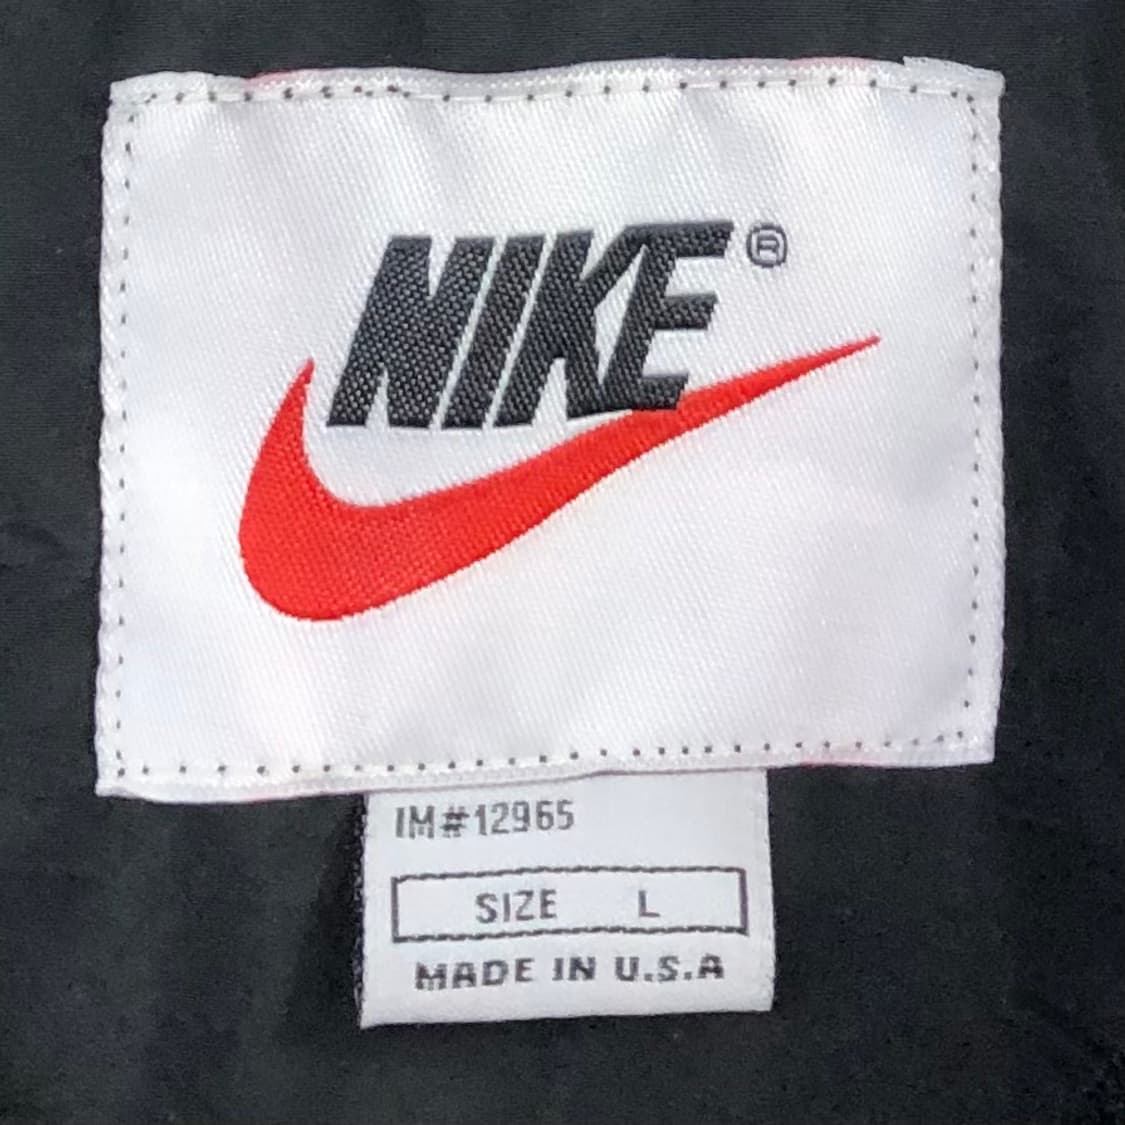 NIKE®
IM#12965
SIZE L
MADE IN U.S.A